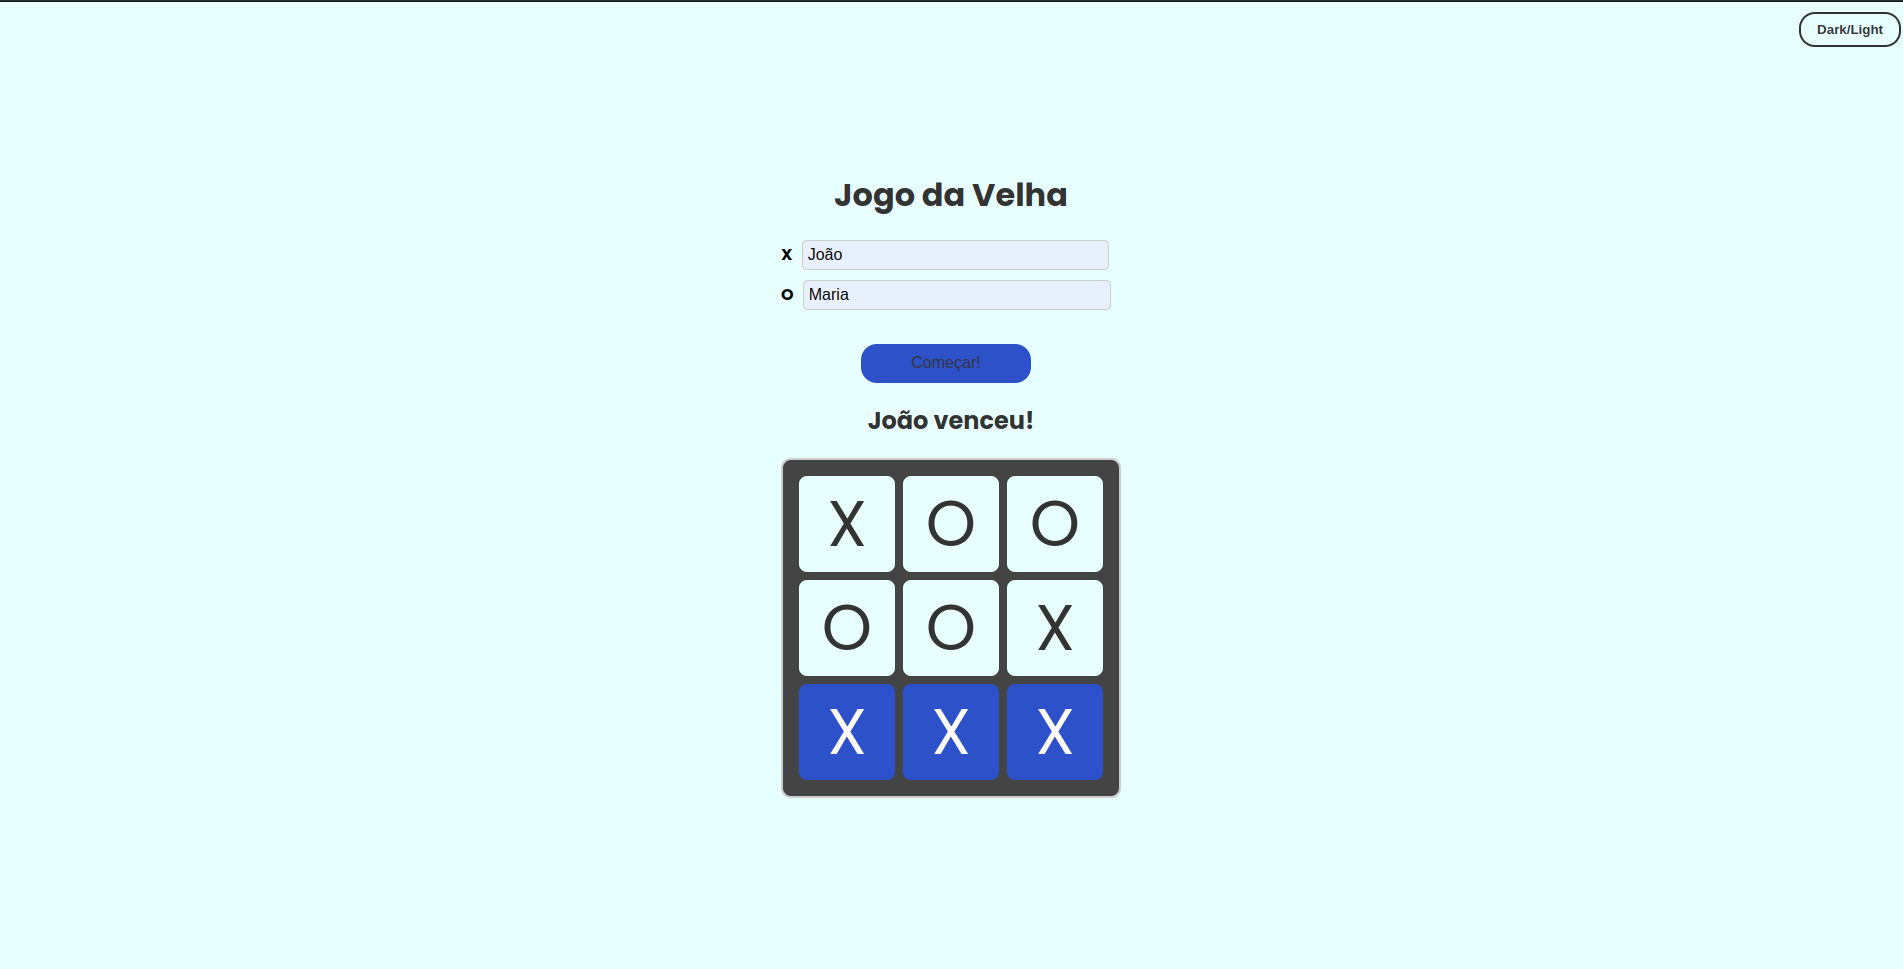 Dark/Light
Jogo da Velha
X João
O Maria
Começar!
João venceu!
X O O
O O X
X X X